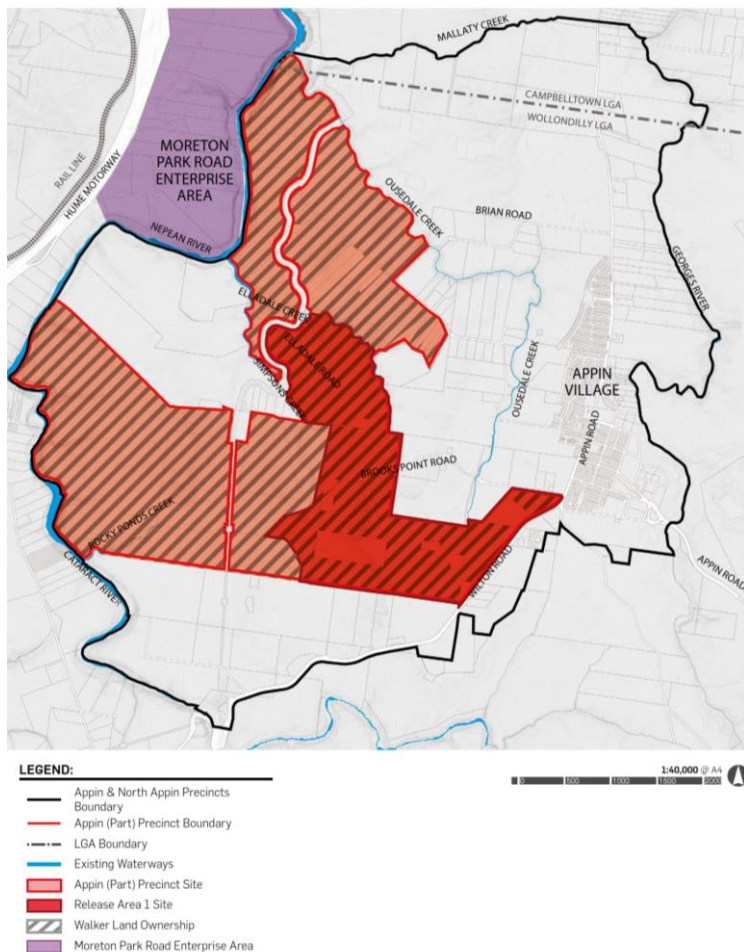 MALLATY CREEK
CAMPBELLTOWN LGA
WOLLONDILLY LGA
RAIL LINE
HUME MOTORWAY
MORETON
PARK ROAD
ENTERPRISE
AREA
NEPEAN RIVER
OUSEDALE CREEK
BRIAN ROAD
GEORGES RIVER
ELLADALE CREEK
ELLADALE ROAD
SIMPSONS CREEK
OUSEDALE CREEK
APPIN
VILLAGE
APPIN ROAD
BROOKS POINT ROAD
ROCKY PONDS CREEK
CATARACT RIVER
WILTON ROAD
APPIN ROAD
LEGEND:
Appin & North Appin Precincts
Boundary
Appin (Part) Precinct Boundary
LGA Boundary
Existing Waterways
Appin (Part) Precinct Site
Release Area 1 Site
Walker Land Ownership
Moreton Park Road Enterprise Area
1:40,000 @ A4
0 500 1000 1500 2000